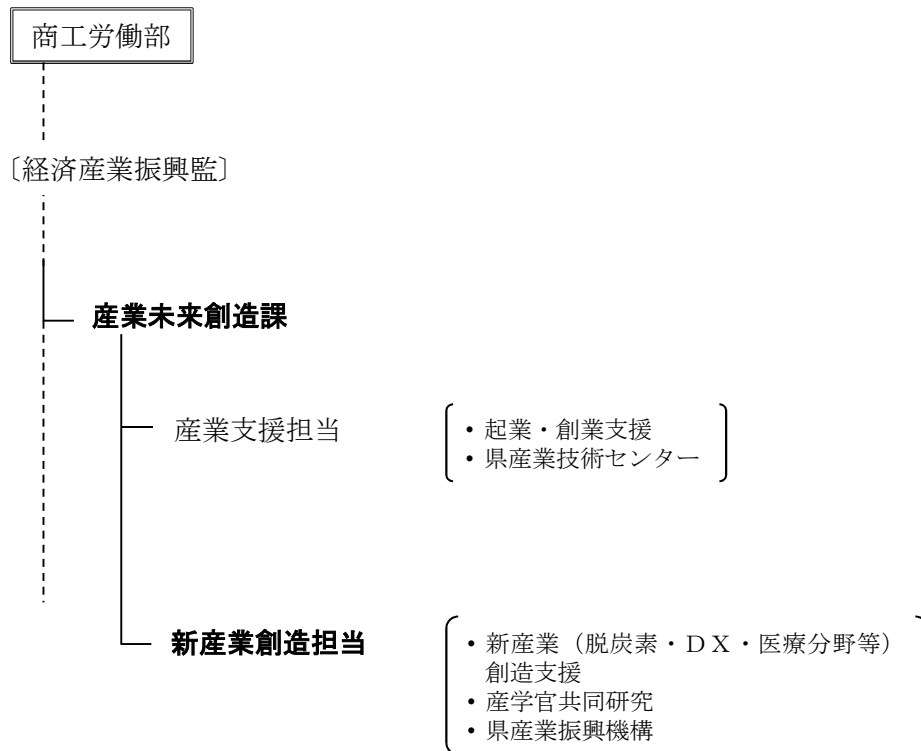 商工労働部
〔経済産業振興監〕
産業未来創造課
産業支援担当
・起業・創業支援
・県産業技術センター
新産業創造担当
・新産業（脱炭素・ＤＸ・医療分野等）
創造支援
・産学官共同研究
・県産業振興機構